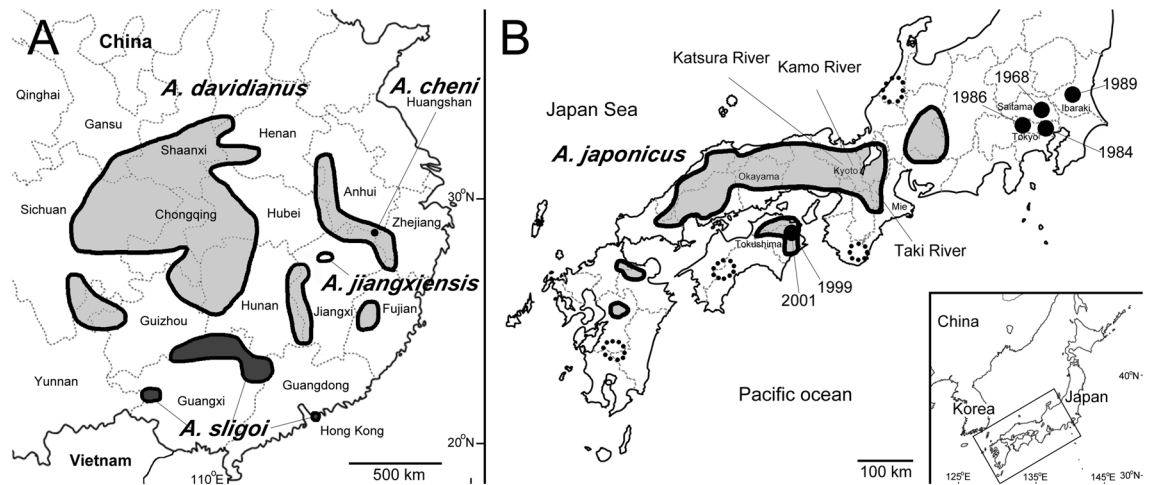 A
China
Qinghai
A. davidianus
A. cheni
Huangshan
Gansu
Henan
Shaanxi
Anhui
30°N
Sichuan
Chongqing
Hubei
Zhejiang
A. jiangxiensis
Hunan
Jiangxi
Fujian
Guizhou
Yunnan
Guangdong
Guangxi
A. sligoi
Hong Kong
20°N
Vietnam
110°E
500 km
B
Katsura River
Kamo River
Japan Sea
1968
1989
1986
Saitama
Ibaraki
Tokyo
1984
A. japonicus
Okayama
Kyoto
Mie
Tokushima
Taki River
1999
2001
Pacific ocean
100 km
China
40°N
Korea
Japan
125°E
135°E
145°E
30°N